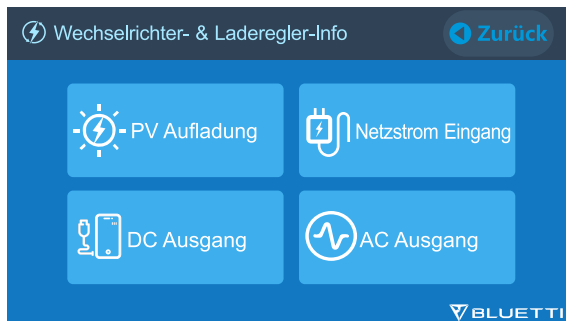 Wechselrichter- & Laderegler-Info
Zurück
PV Aufladung
Netzstrom Eingang
DC Ausgang
AC Ausgang
BLUETTI